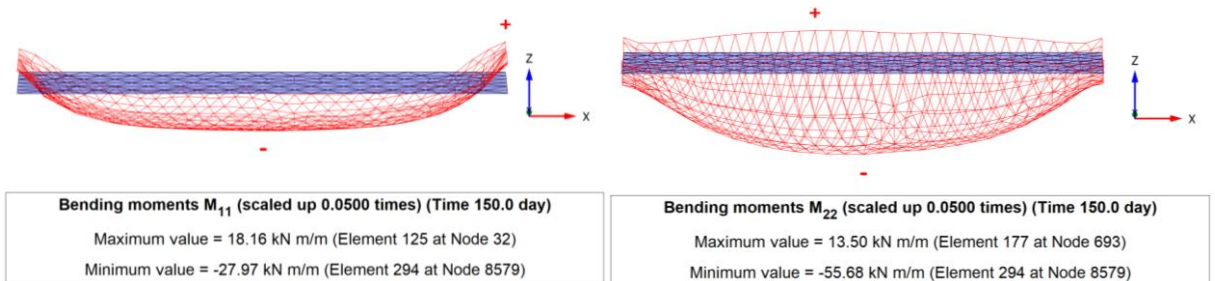 +
-
Z
X
Bending moments M₁₁ (scaled up 0.0500 times) (Time 150.0 day)
Maximum value = 18.16 kN m/m (Element 125 at Node 32)
Minimum value = -27.97 kN m/m (Element 294 at Node 8579)
+
-
Z
X
Bending moments M₂₂ (scaled up 0.0500 times) (Time 150.0 day)
Maximum value = 13.50 kN m/m (Element 177 at Node 693)
Minimum value = -55.68 kN m/m (Element 294 at Node 8579)